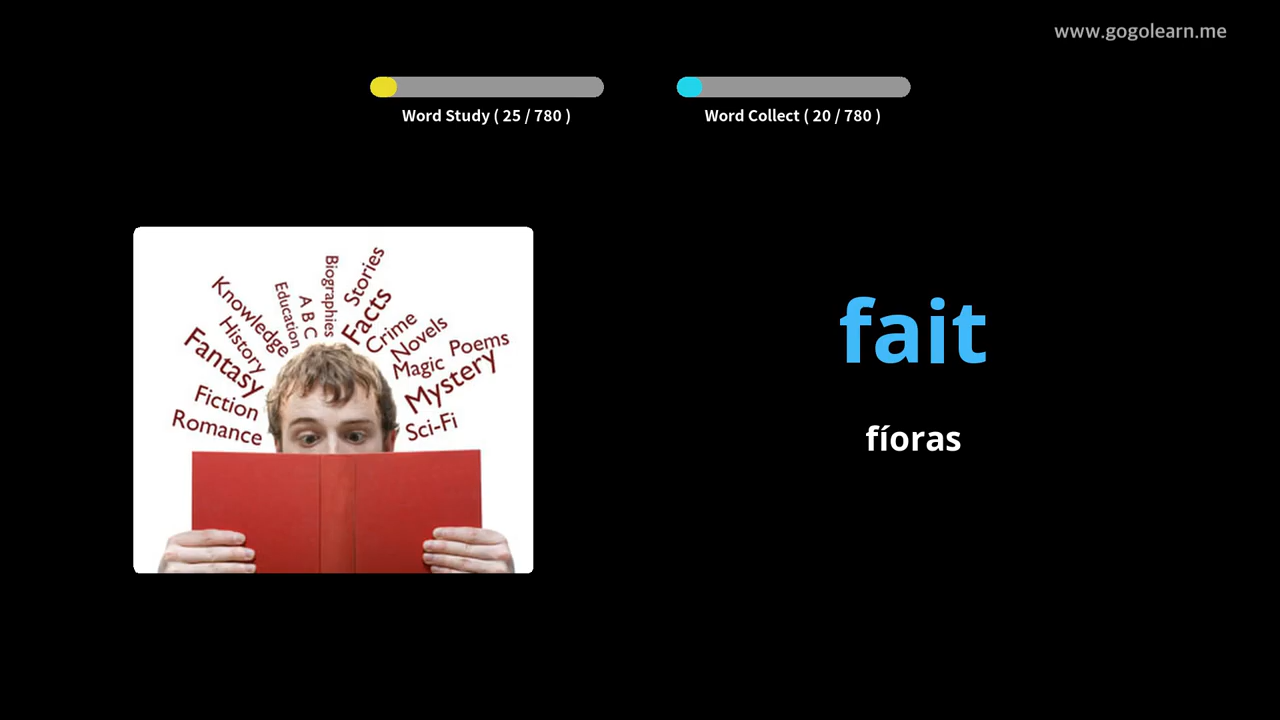 www.gogolearn.me
Word Study ( 25 / 780 )
Word Collect ( 20 / 780 )
Biographies
Stories
Education
A B C
Facts
Knowledge
Crime
History
Novels
Poems
Fantasy
Magic
Mystery
Fiction
Romance
Sci-Fi
fait
fíoras